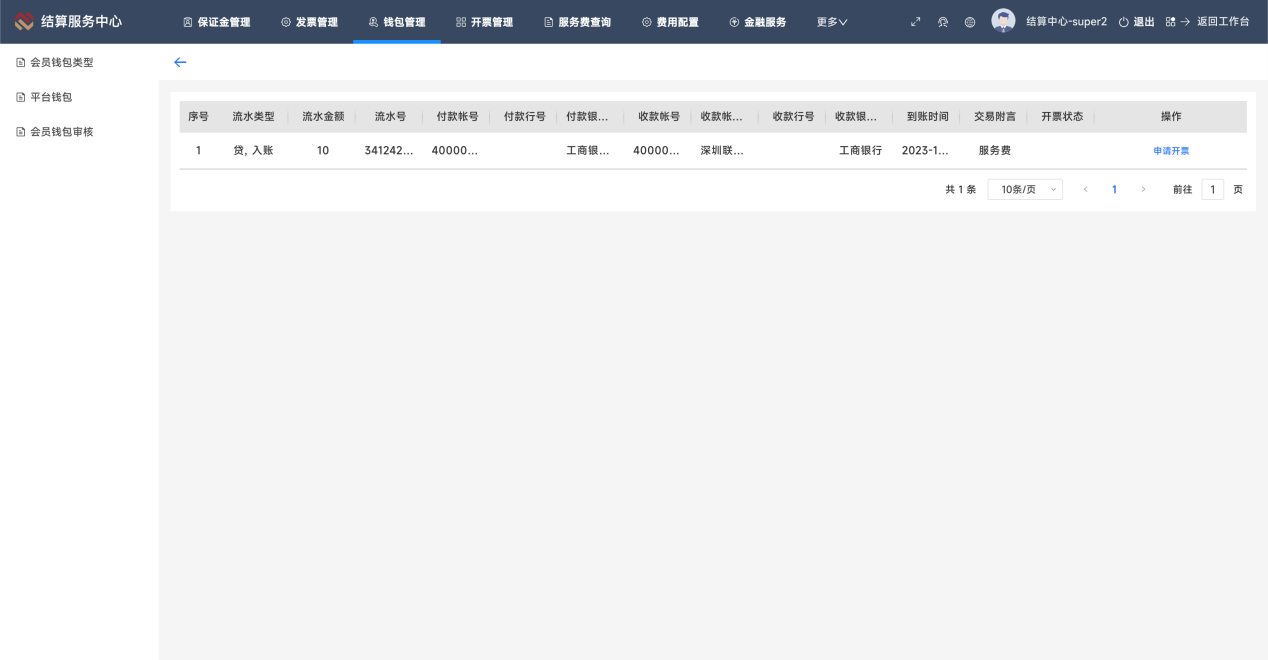 结算服务中心 保证金管理 发票管理 钱包管理 开票管理 服务费查询 费用配置 金融服务 更多 结算中心-super2 退出 返回工作台
会员钱包类型
平台钱包
会员钱包审核
序号 流水类型 流水金额 流水号 付款帐号 付款行号 付款银... 收款帐号 收款帐... 收款行号 收款银... 到账时间 交易附言 开票状态 操作
1 贷, 入账 10 341242... 40000... 工商银... 40000... 深圳联... 工商银行 2023-1... 服务费 申请开票
共 1 条 10条/页 1 前往 1 页